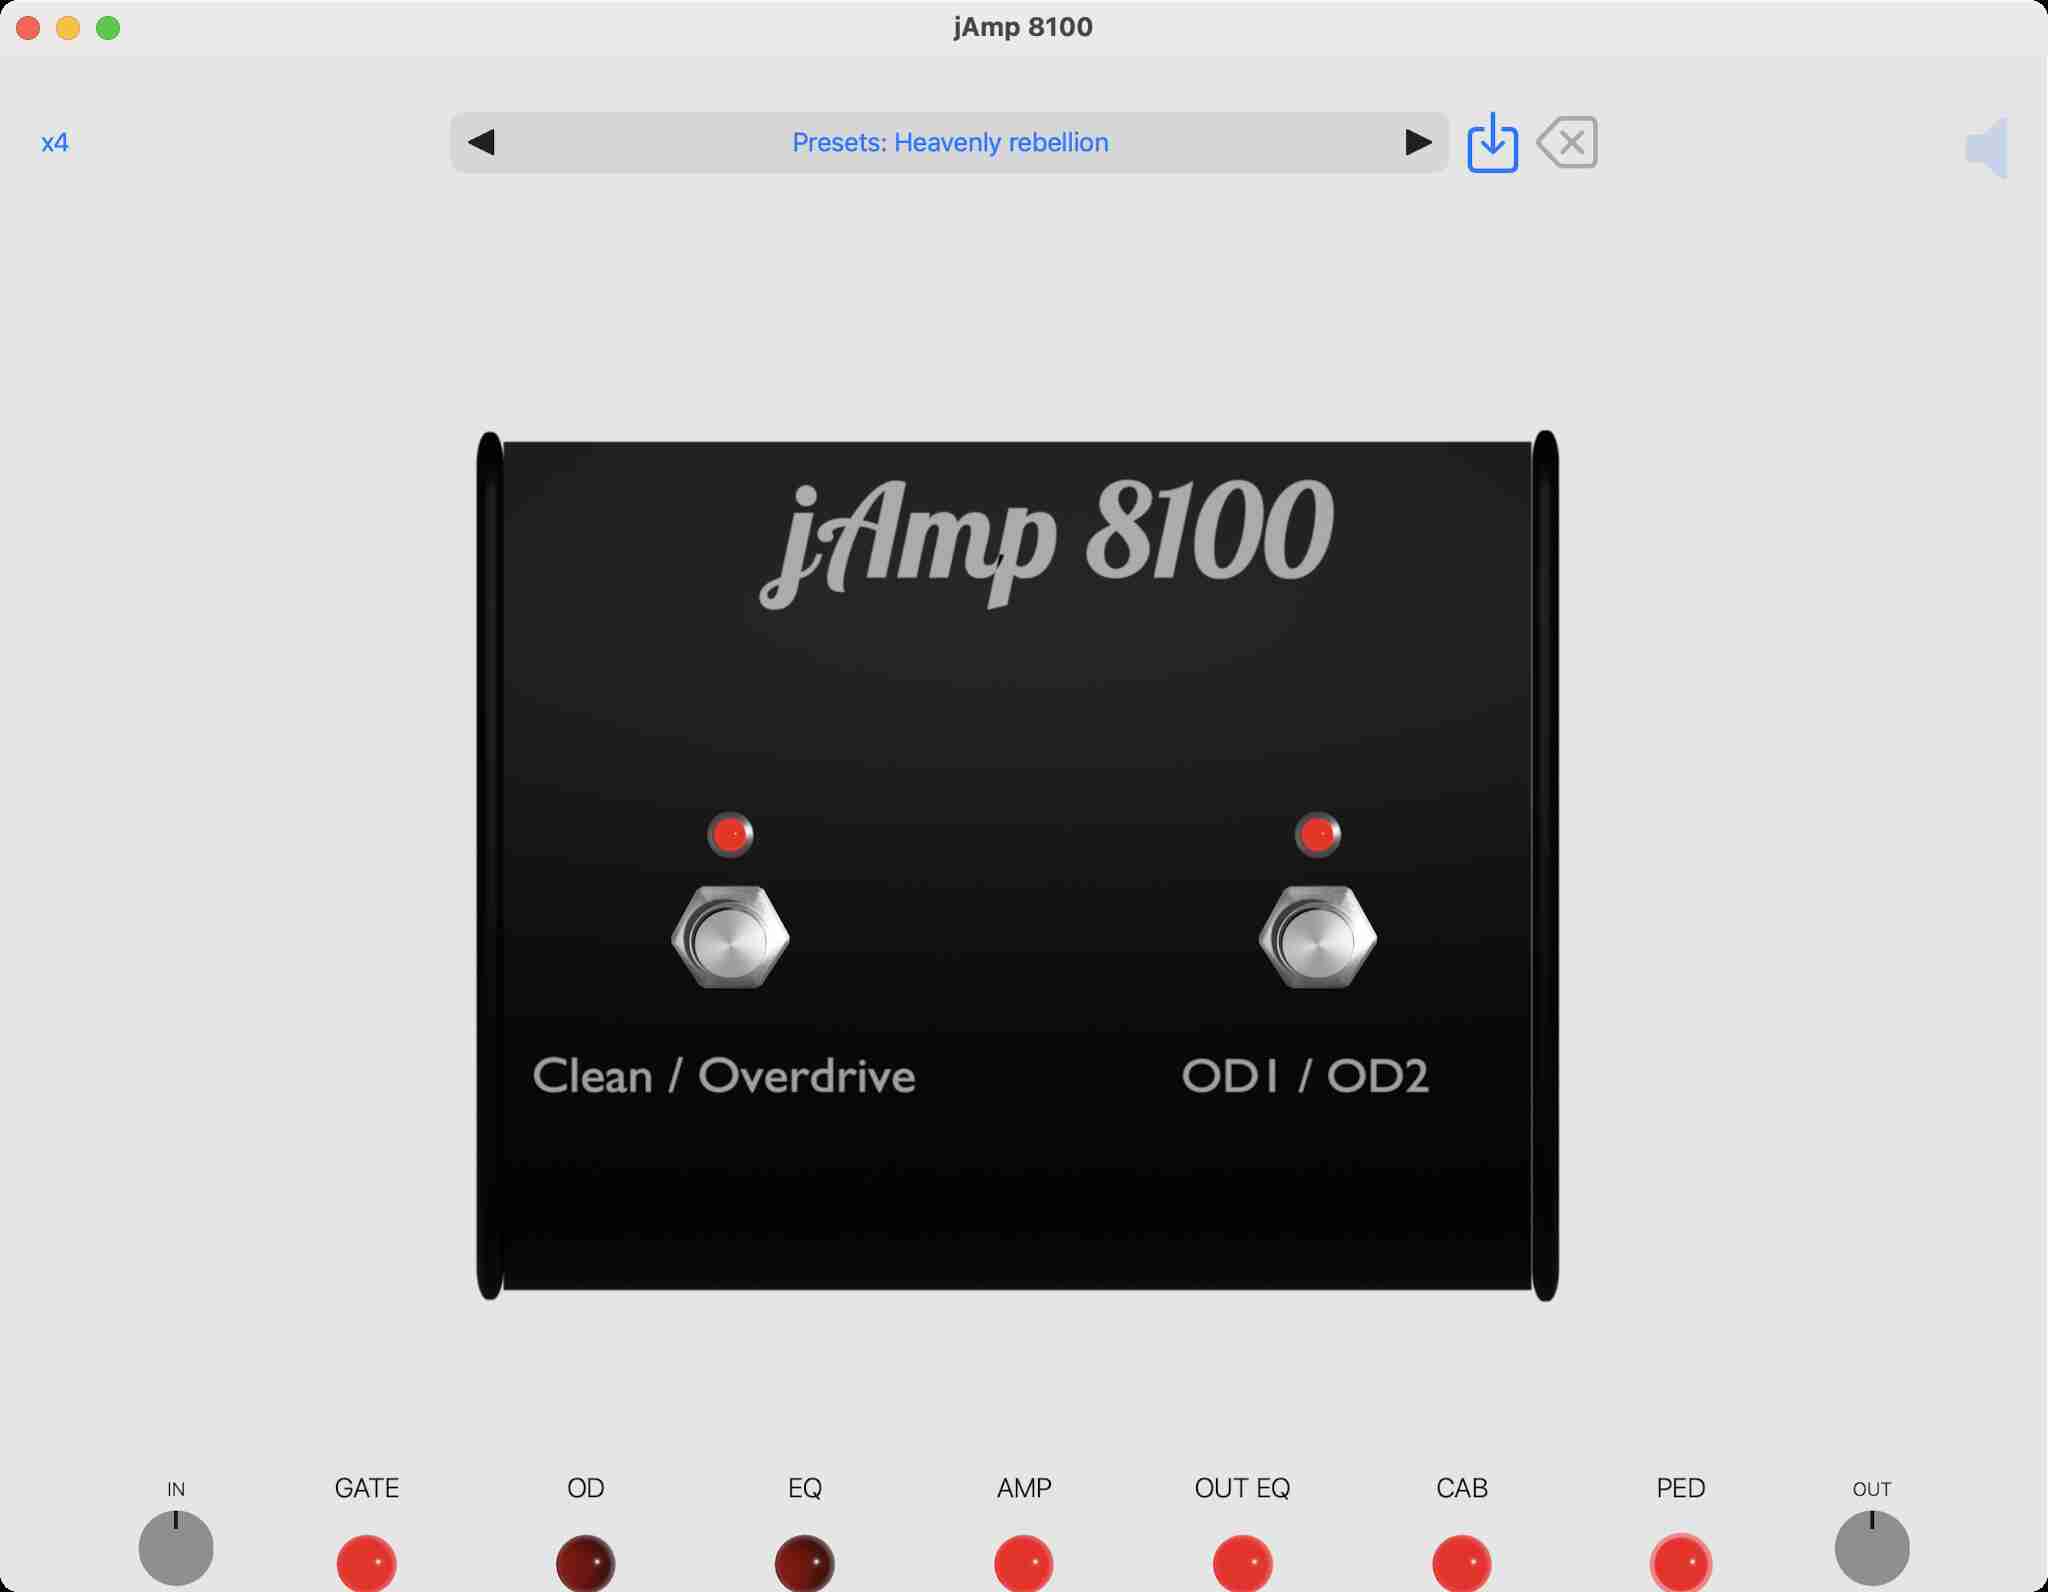 jAmp 8100
x4
Presets: Heavenly rebellion
jAmp 8100
Clean / Overdrive
OD1 / OD2
IN
GATE
OD
EQ
AMP
OUT EQ
CAB
PED
OUT